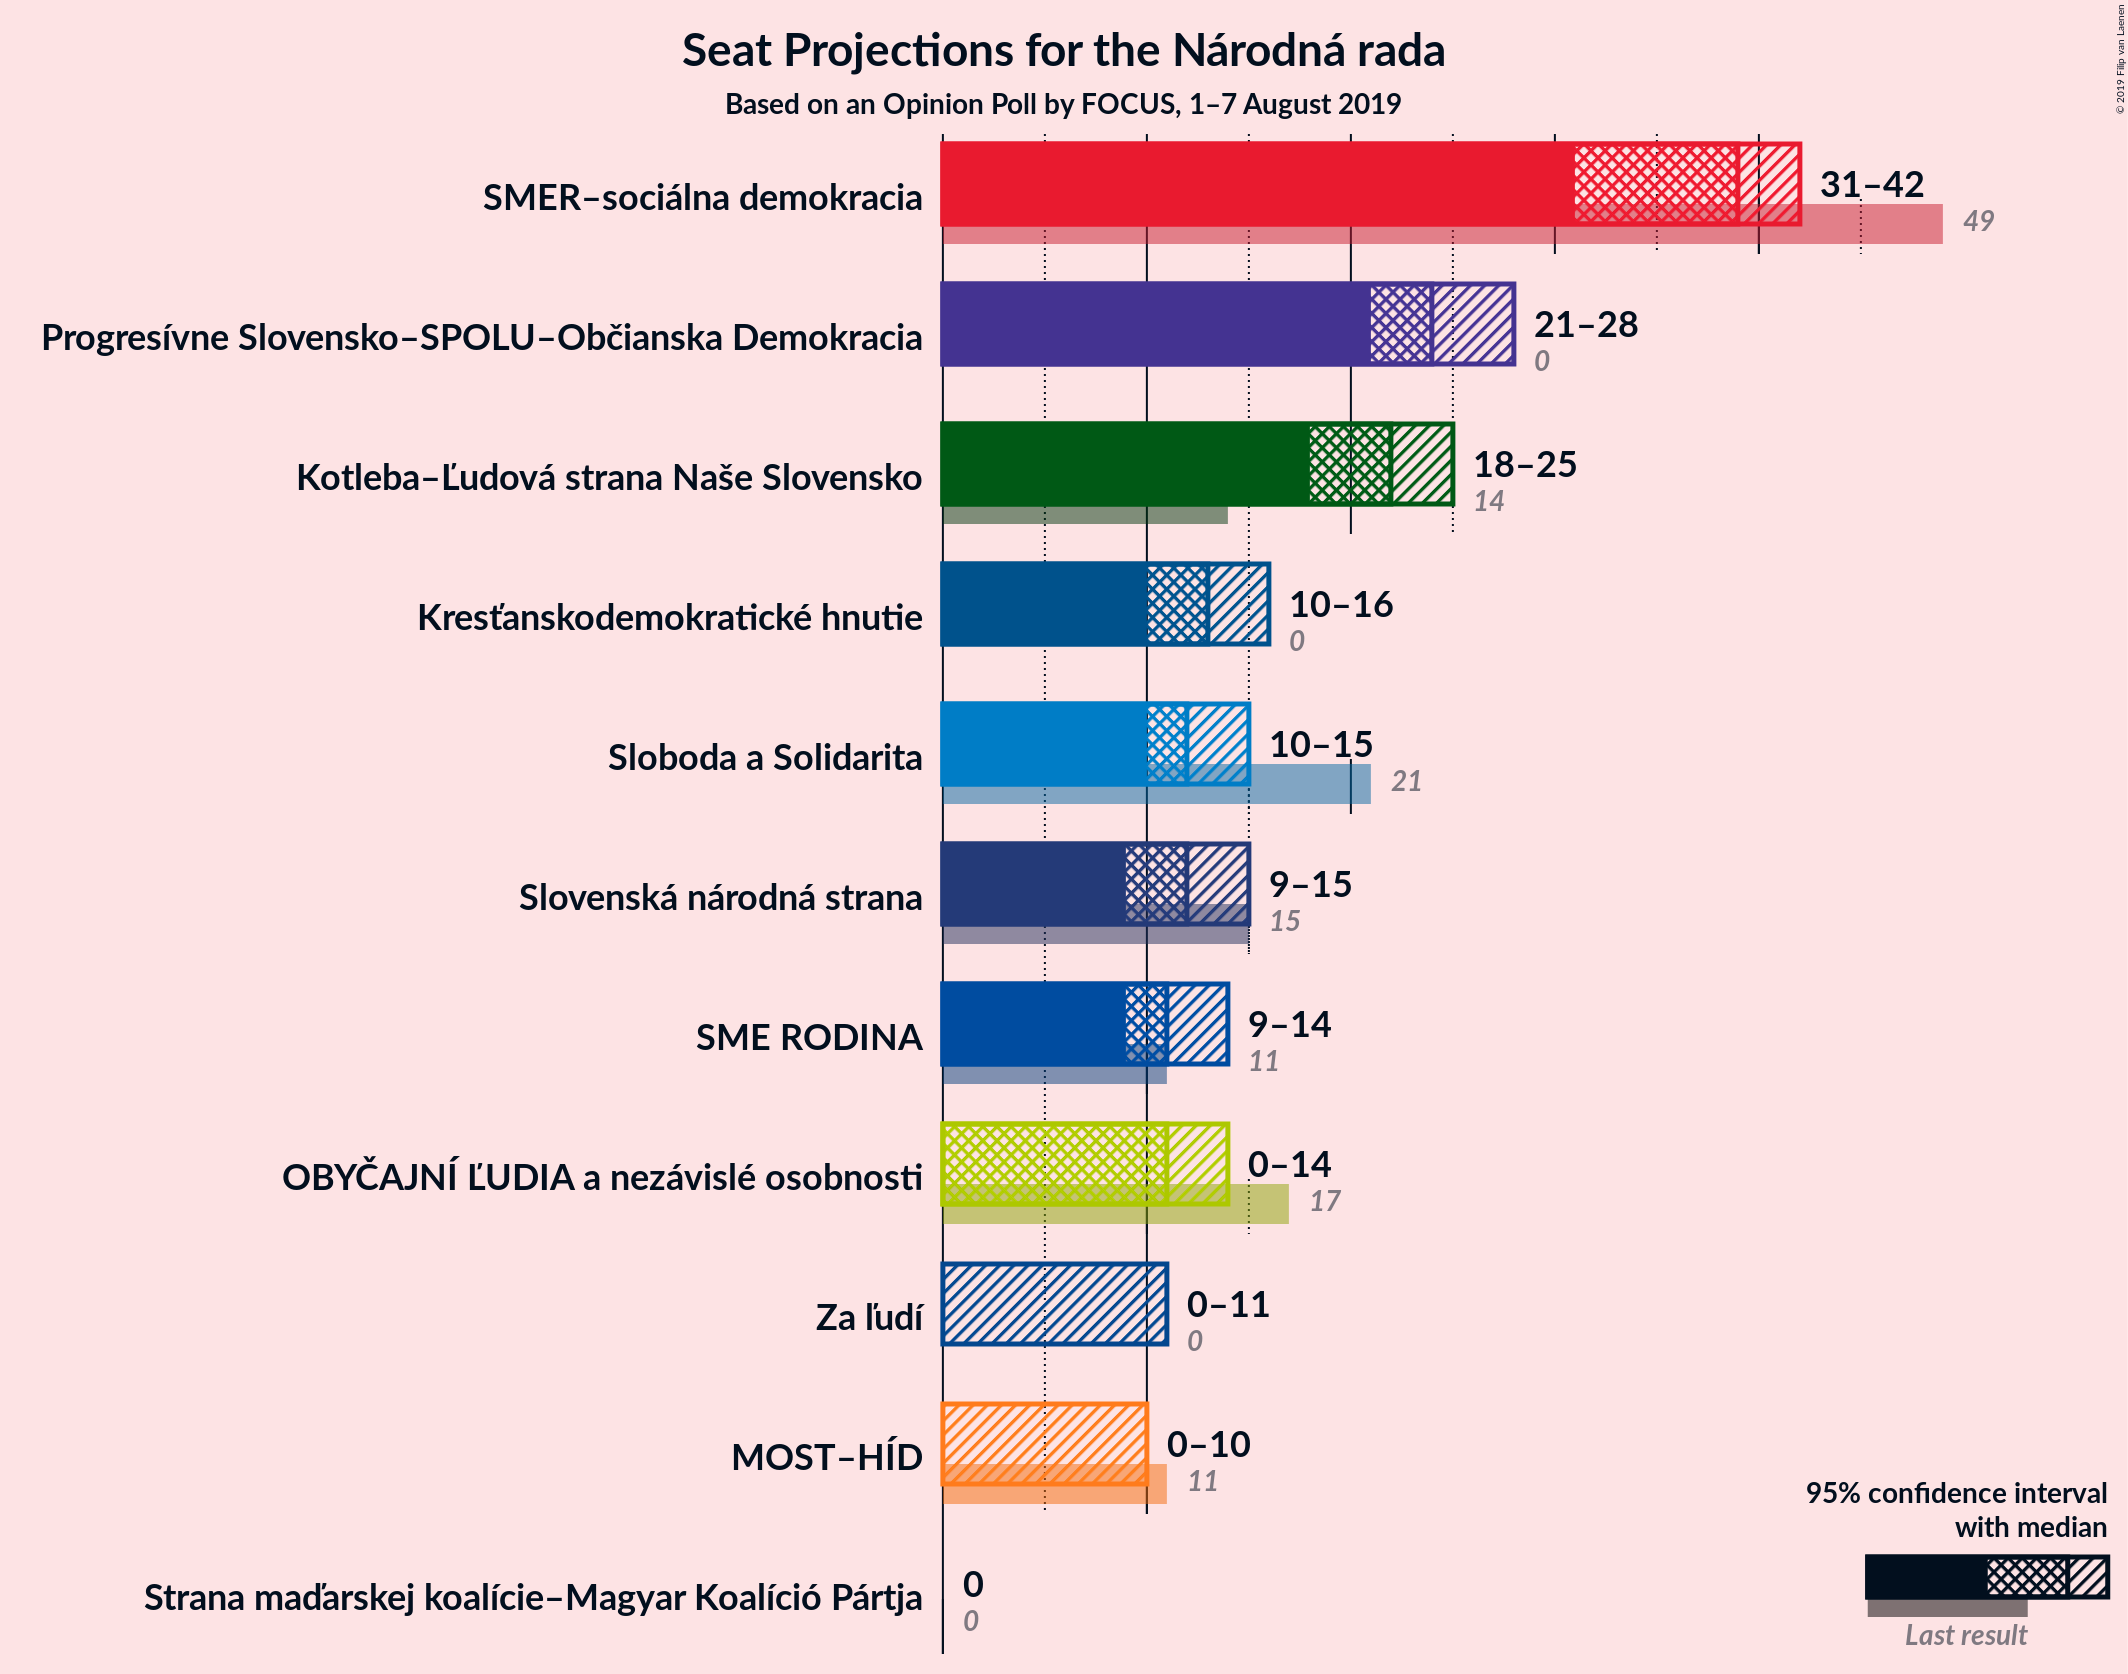 Seat Projections for the Národná rada
Based on an Opinion Poll by FOCUS, 1–7 August 2019
© 2019 Filip van Laenen
SMER–sociálna demokracia
31–42
49
Progresívne Slovensko–SPOLU–Občianska Demokracia
21–28
0
Kotleba–Ľudová strana Naše Slovensko
18–25
14
Kresťanskodemokratické hnutie
10–16
0
Sloboda a Solidarita
10–15
21
Slovenská národná strana
9–15
15
SME RODINA
9–14
11
OBYČAJNÍ ĽUDIA a nezávislé osobnosti
0–14
17
Za ľudí
0–11
0
MOST–HÍD
0–10
11
Strana maďarskej koalície–Magyar Koalíció Pártja
0
0
95% confidence interval
with median
Last result